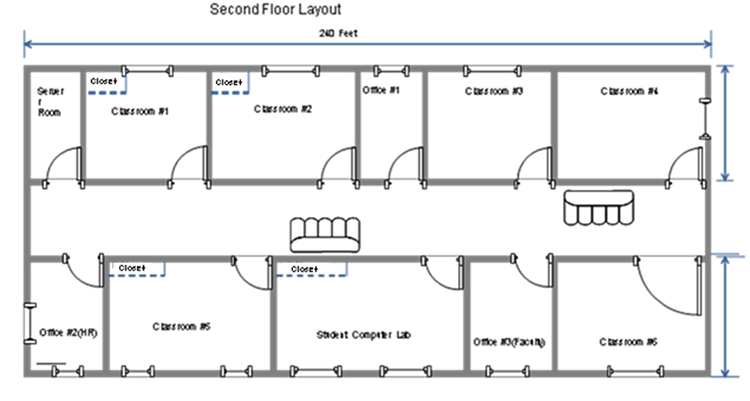 Second Floor Layout
240 Feet
Closet
Closet
Server
r
Room
Classroom #1
Classroom #2
Office #1
Classroom #3
Classroom #4
Closet
Closet
Office #2(HR)
Classroom #5
Student Computer Lab
Office #3(Faculty)
Classroom #6